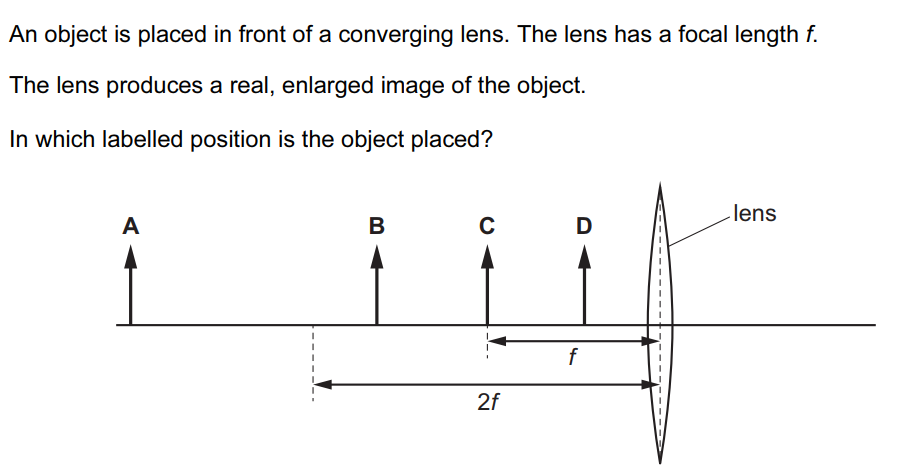 An object is placed in front of a converging lens. The lens has a focal length f.
The lens produces a real, enlarged image of the object.
In which labelled position is the object placed?
A
B
C
D
lens
f
2f